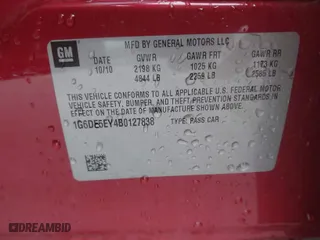 GM
MFD BY GENERAL MOTORS LLC
DATE GVWR GAWR FRT GAWR RR
10/10 2198 KG 1025 KG 1173 KG
4844 LB 2259 LB 2585 LB
THIS VEHICLE CONFORMS TO ALL APPLICABLE U.S. FEDERAL MOTOR
VEHICLE SAFETY, BUMPER, AND THEFT PREVENTION STANDARDS
IN EFFECT ON THE DATE OF MANUFACTURE SHOWN ABOVE.
1G6DE5EY4B0127838 TYPE: PASS CAR
DREAMBID